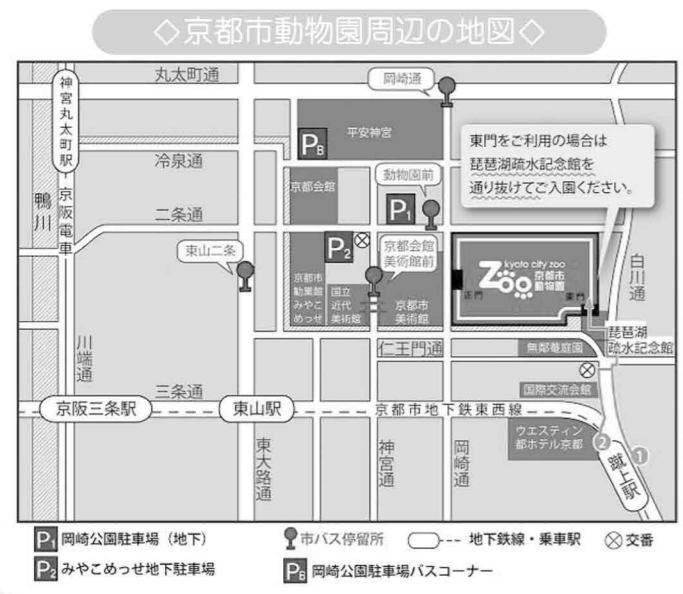 ◇京都市動物園周辺の地図◇
丸太町通
岡崎通
神宮丸太町駅
平安神宮
PB
東門をご利用の場合は
琵琶湖疏水記念館を
通り抜けてご入園ください。
冷泉通
動物園前
京都会館
P1
鴨川
京阪電車
二条通
東山二条
P2
京都会館
美術館前
kyoto city zoo
Zoo
京都市
動物園
正門
東門
白川通
京都市
勧業館
みやこ
めっせ
国立
近代
美術館
京都市
美術館
琵琶湖
疏水記念館
川端通
仁王門通
無鄰菴庭園
三条通
国際交流会館
京阪三条駅
東山駅
京都市地下鉄東西線
ウエスティン
都ホテル京都
2
1
蹴上駅
東大路通
神宮通
岡崎通
P1 岡崎公園駐車場（地下）
市バス停留所
地下鉄線・乗車駅
交番
P2 みやこめっせ地下駐車場
PB 岡崎公園駐車場バスコーナー